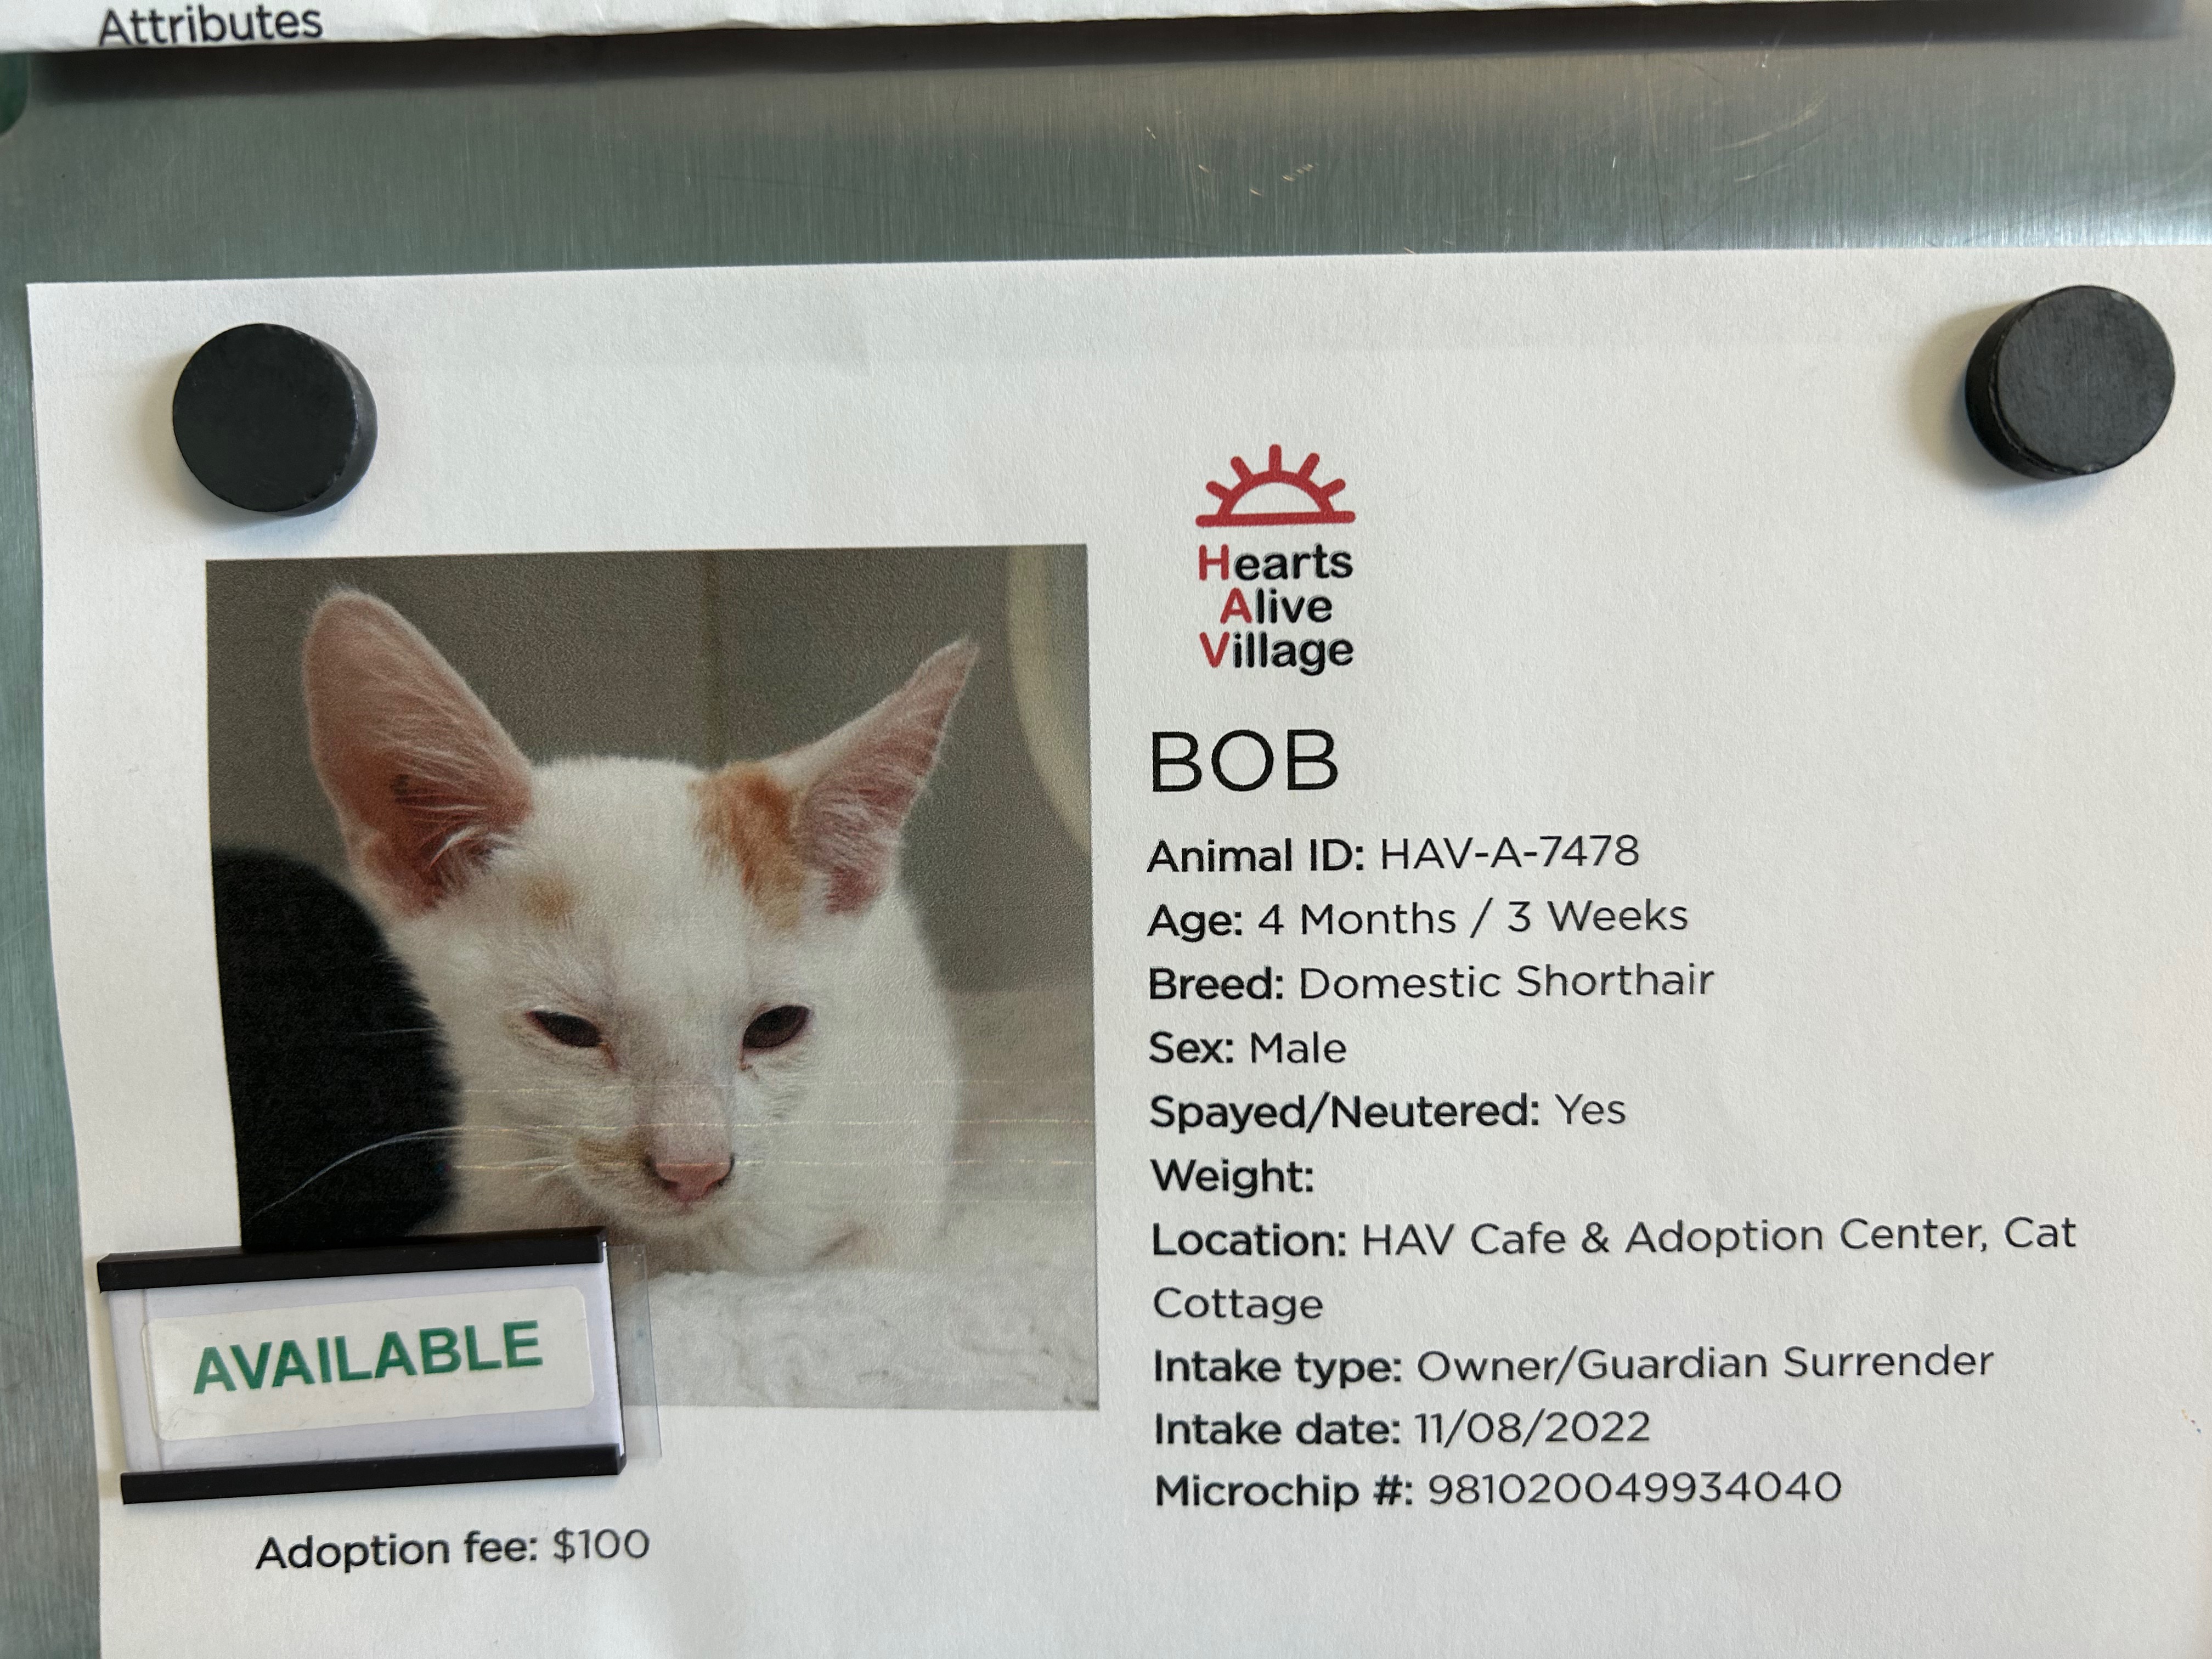 Attributes
Hearts
Alive
Village
BOB
Animal ID: HAV-A-7478
Age: 4 Months / 3 Weeks
Breed: Domestic Shorthair
Sex: Male
Spayed/Neutered: Yes
Weight:
Location: HAV Cafe & Adoption Center, Cat
Cottage
Intake type: Owner/Guardian Surrender
Intake date: 11/08/2022
Microchip #: 981020049934040
AVAILABLE
Adoption fee: $100